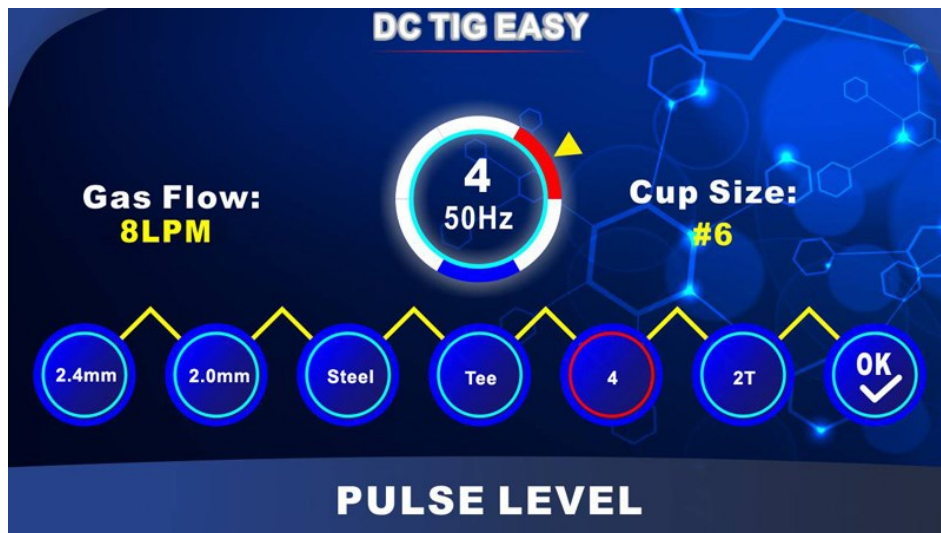 DC TIG EASY
4
50Hz
Gas Flow:
8LPM
Cup Size:
#6
2.4mm
2.0mm
Steel
Tee
4
2T
OK
PULSE LEVEL